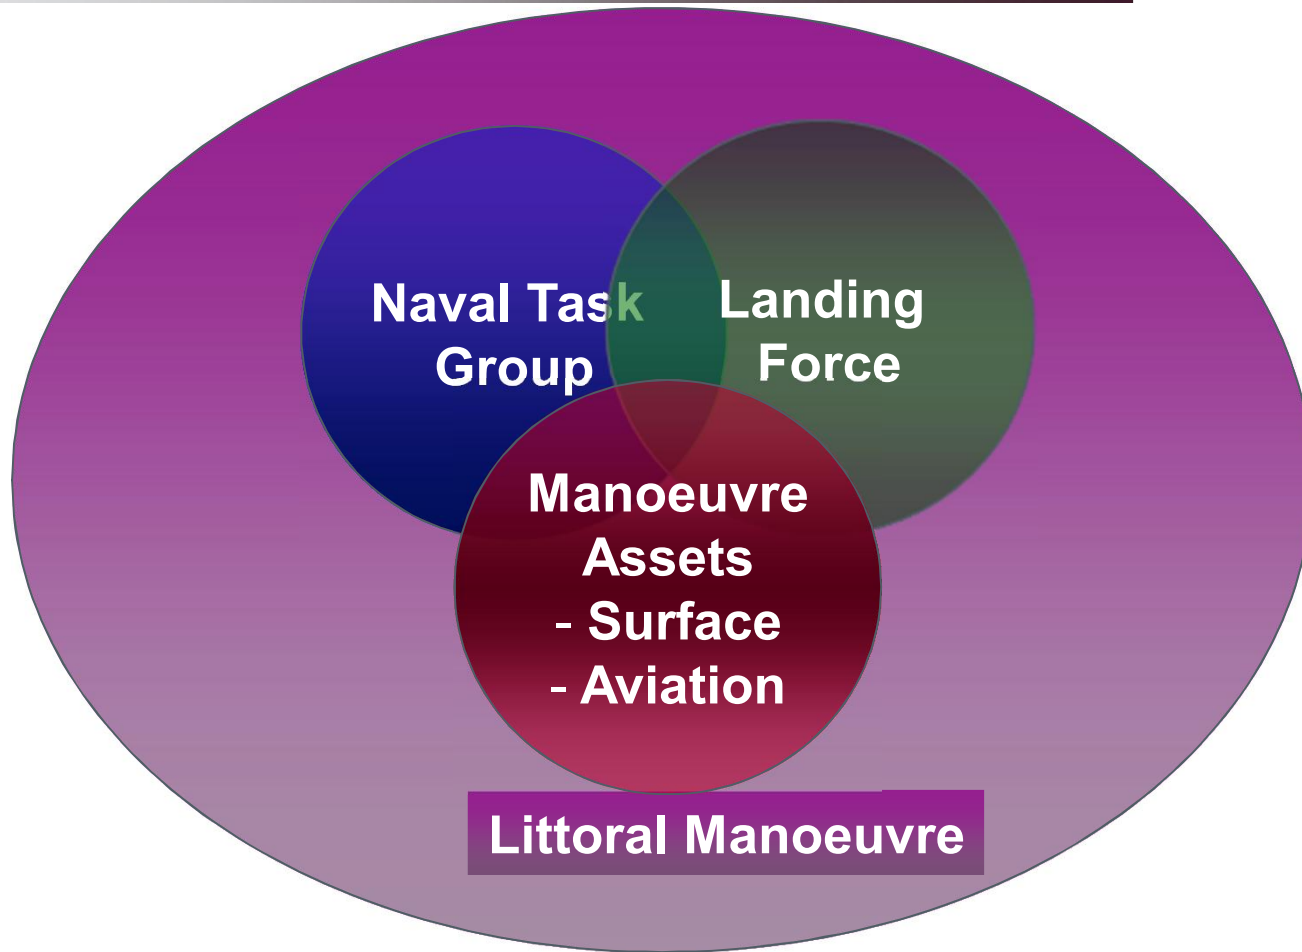 Naval Task
Group
Landing
Force
Manoeuvre
Assets
- Surface
- Aviation
Littoral Manoeuvre